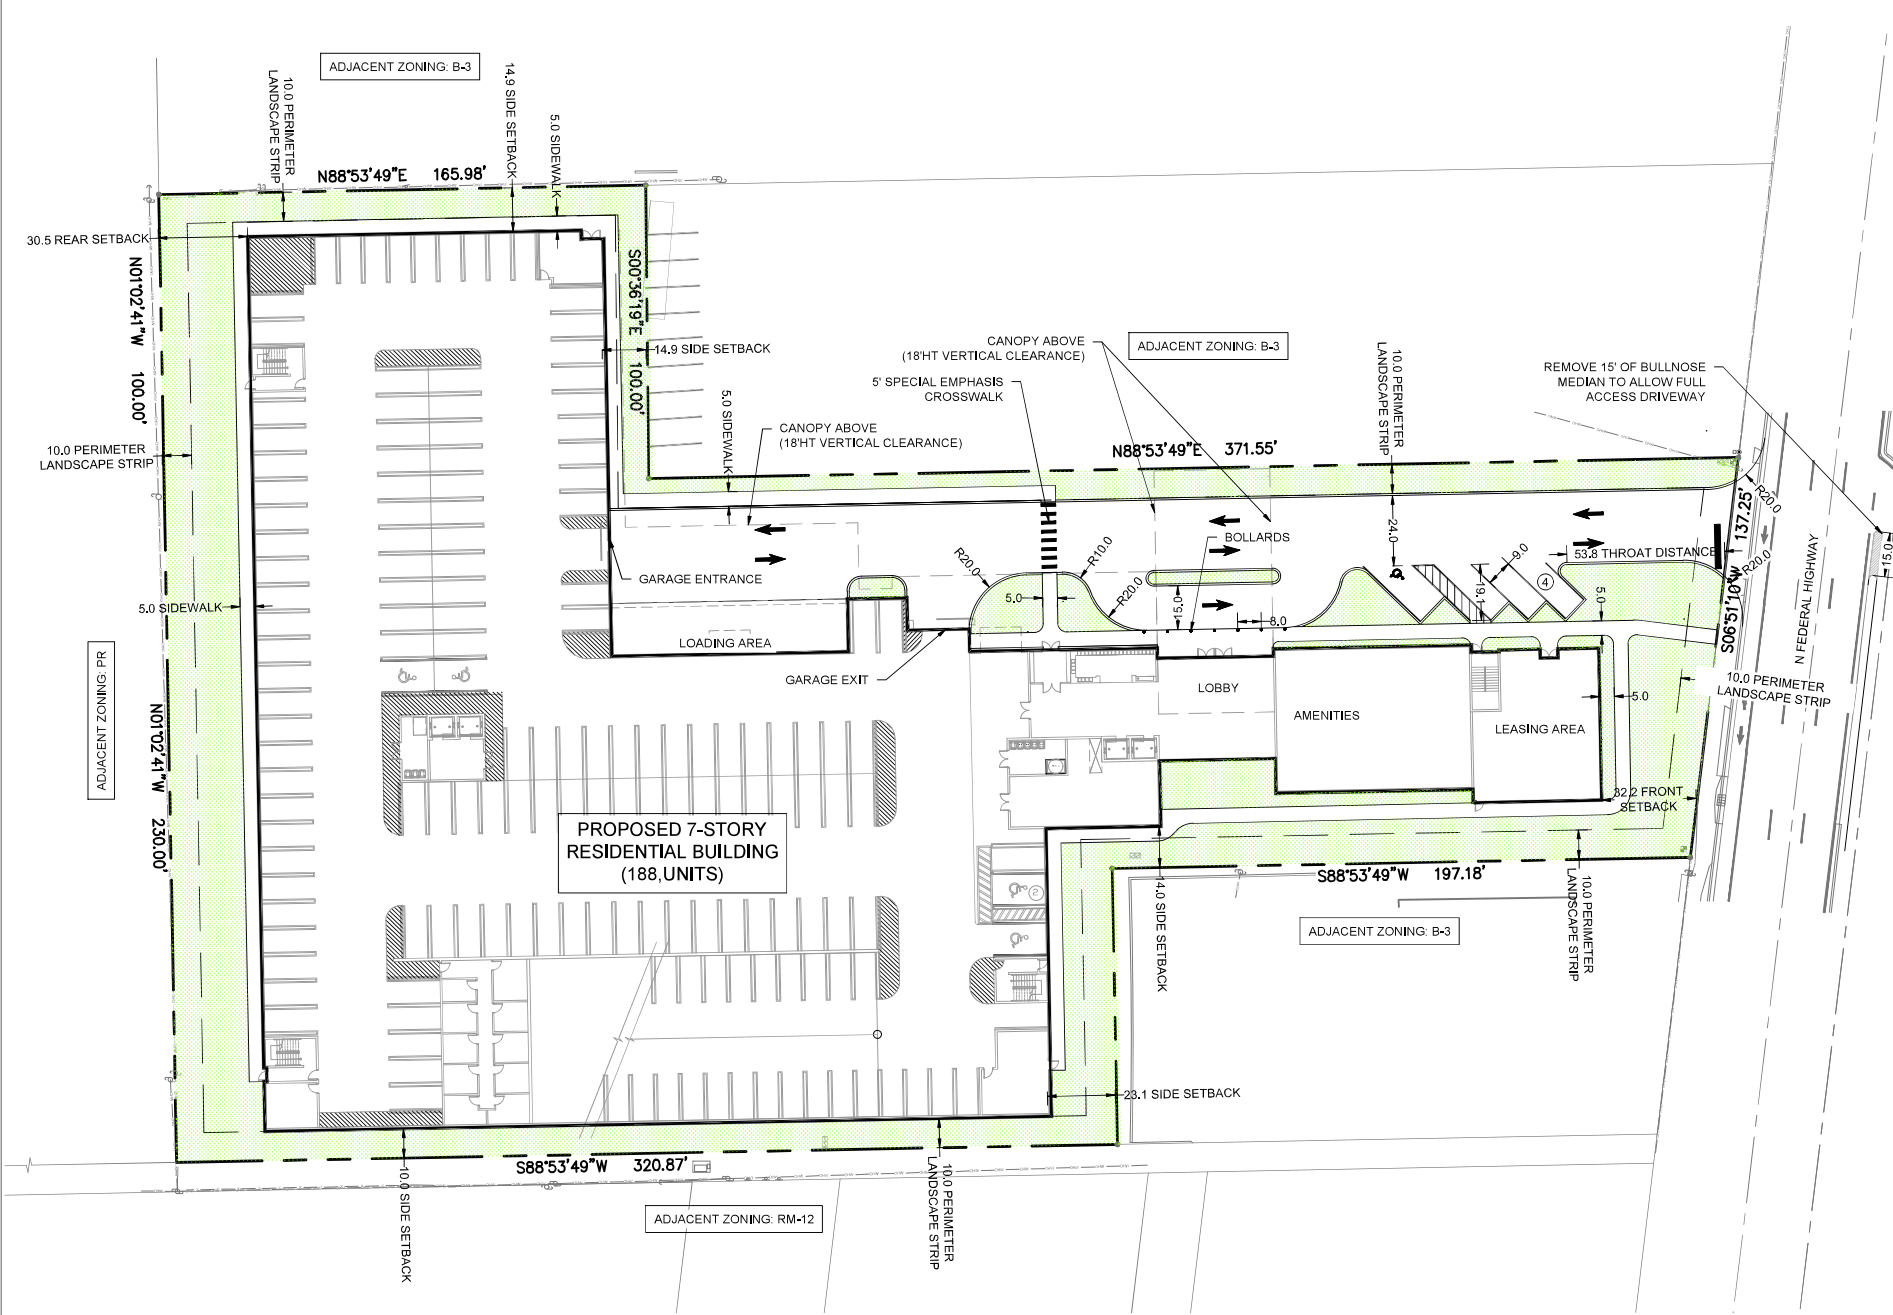 ADJACENT ZONING: B-3
10.0 PERIMETER
LANDSCAPE STRIP
14.9 SIDE SETBACK
5.0 SIDEWALK
N88°53'49"E 165.98'
30.5 REAR SETBACK
N01°02'41"W 100.00'
S00°36'19"E 100.00'
14.9 SIDE SETBACK
5.0 SIDEWALK
CANOPY ABOVE
(18'HT VERTICAL CLEARANCE)
5' SPECIAL EMPHASIS
CROSSWALK
CANOPY ABOVE
(18'HT VERTICAL CLEARANCE)
ADJACENT ZONING: B-3
10.0 PERIMETER
LANDSCAPE STRIP
REMOVE 15' OF BULLNOSE
MEDIAN TO ALLOW FULL
ACCESS DRIVEWAY
N88°53'49"E 371.55'
10.0 PERIMETER
LANDSCAPE STRIP
R20.0
137.25'
S06°51'10"W
24.0
BOLLARDS
R20.0
R10.0
R20.0
9.0
53.8 THROAT DISTANCE
R20.0
4
19.1
5.0
15.0
N FEDERAL HIGHWAY
GARAGE ENTRANCE
5.0
15.0
8.0
5.0 SIDEWALK
LOADING AREA
GARAGE EXIT
LOBBY
AMENITIES
LEASING AREA
5.0
10.0 PERIMETER
LANDSCAPE STRIP
ADJACENT ZONING: PR
N01°02'41"W 230.00'
32.2 FRONT
SETBACK
PROPOSED 7-STORY
RESIDENTIAL BUILDING
(188,UNITS)
2
14.0 SIDE SETBACK
S88°53'49"W 197.18'
10.0 PERIMETER
LANDSCAPE STRIP
ADJACENT ZONING: B-3
23.1 SIDE SETBACK
S88°53'49"W 320.87'
10.0 SIDE SETBACK
10.0 PERIMETER
LANDSCAPE STRIP
ADJACENT ZONING: RM-12